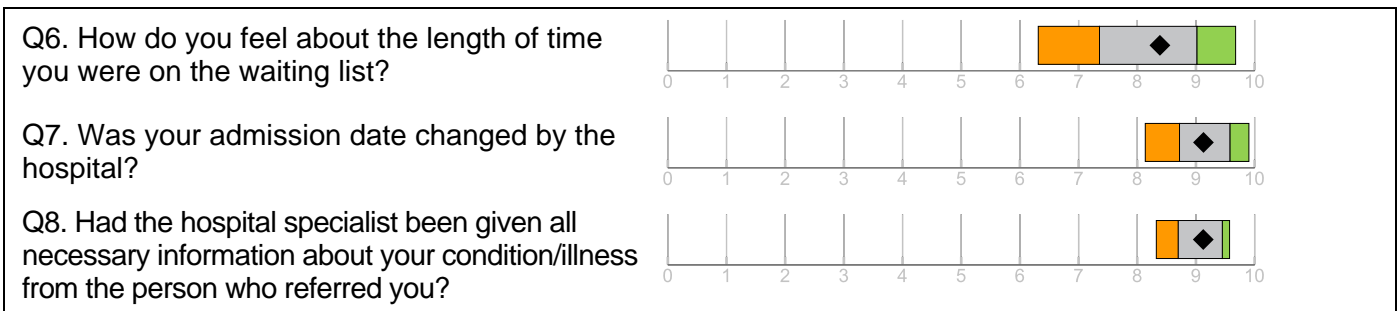 Q6. How do you feel about the length of time
you were on the waiting list?
0 1 2 3 4 5 6 7 8 9 10
Q7. Was your admission date changed by the
hospital?
0 1 2 3 4 5 6 7 8 9 10
Q8. Had the hospital specialist been given all
necessary information about your condition/illness
from the person who referred you?
0 1 2 3 4 5 6 7 8 9 10